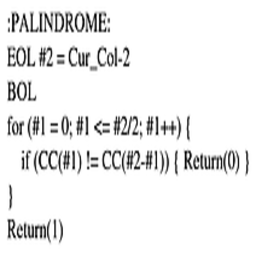 :PALINDROME:
EOL #2 = Cur_Col-2
BOL
for (#1 = 0; #1 <= #2/2; #1++) {
if (CC(#1) != CC(#2-#1)) { Return(0) }
}
Return(1)